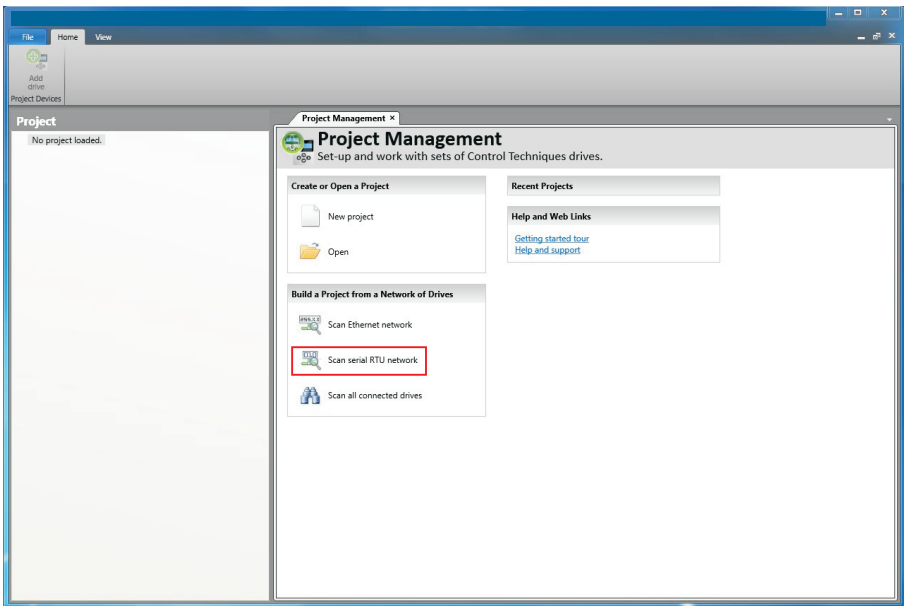 File Home View
Add
drive
Project Devices
Project
No project loaded.
Project Management
Project Management
Set-up and work with sets of Control Techniques drives.
Create or Open a Project
New project
Open
Build a Project from a Network of Drives
Scan Ethernet network
Scan serial RTU network
Scan all connected drives
Recent Projects
Help and Web Links
Getting started tour
Help and support